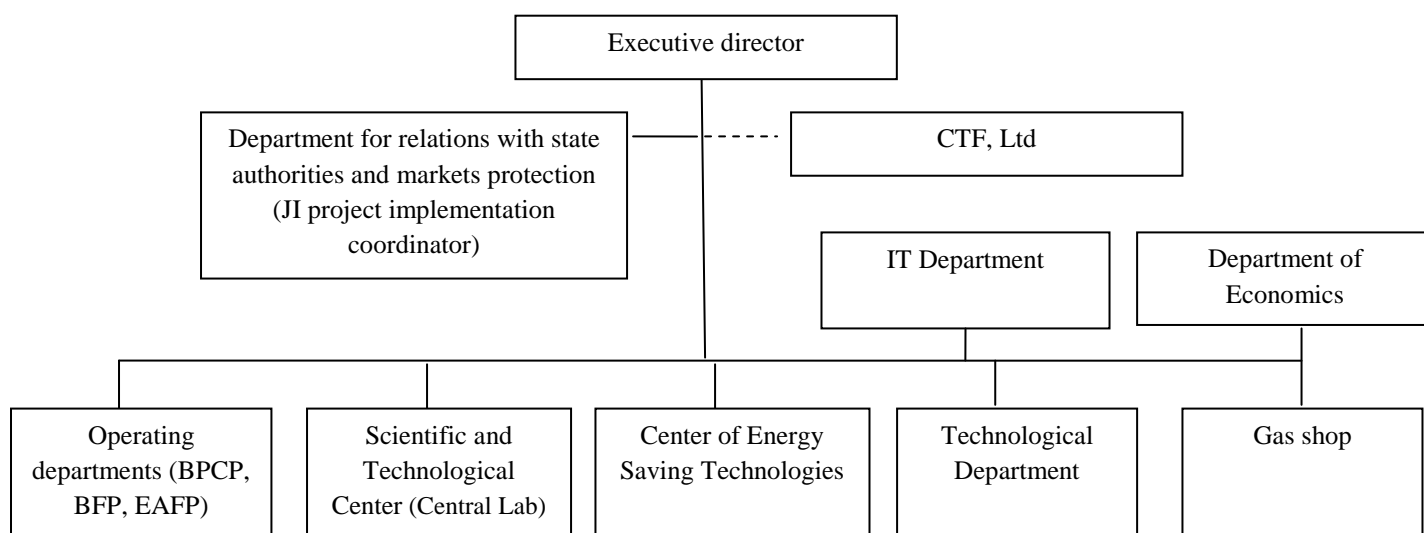 Executive director
Department for relations with state
authorities and markets protection
(JI project implementation
coordinator)
CTF, Ltd
IT Department
Department of
Economics
Operating
departments (BPCP,
BFP, EAFP)
Scientific and
Technological
Center (Central Lab)
Center of Energy
Saving Technologies
Technological
Department
Gas shop